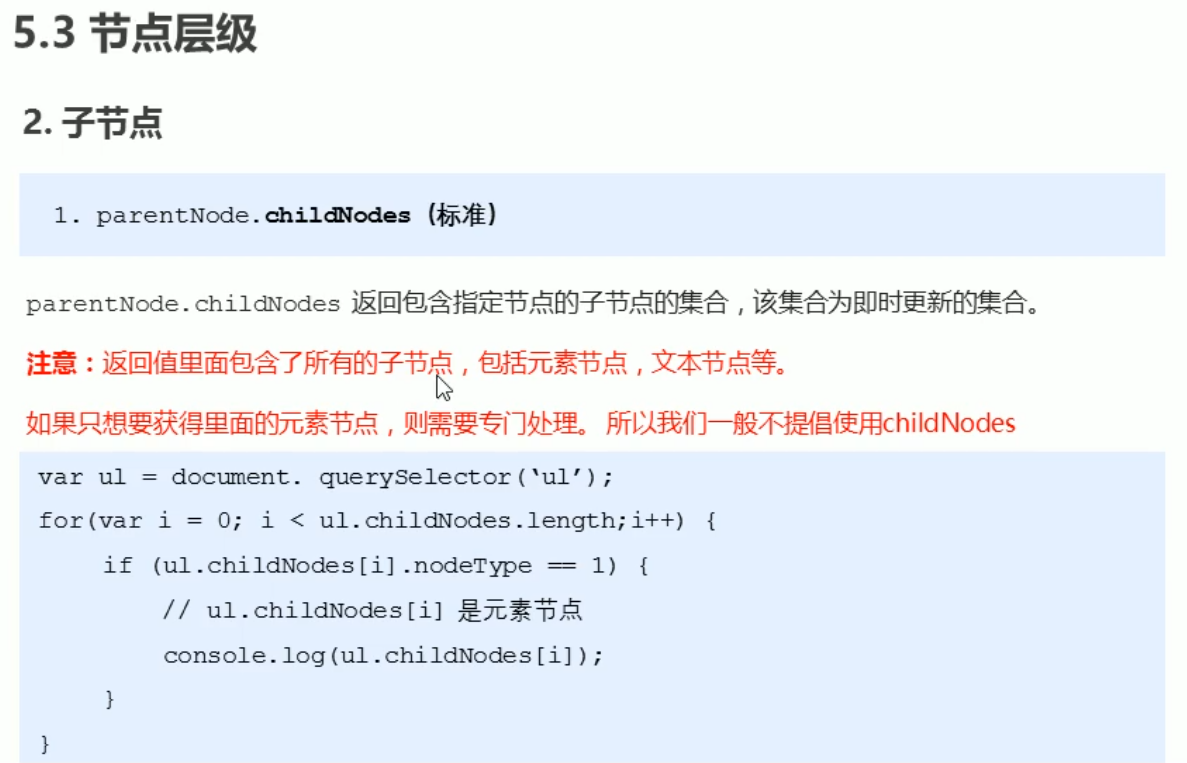 5.3 节点层级
2. 子节点
1. parentNode.childNodes（标准）
parentNode.childNodes 返回包含指定节点的子节点的集合，该集合为即时更新的集合。
注意：返回值里面包含了所有的子节点，包括元素节点，文本节点等。
如果只想要获得里面的元素节点，则需要专门处理。 所以我们一般不提倡使用childNodes
var ul = document. querySelector(‘ul’);
for(var i = 0; i < ul.childNodes.length;i++) {
if (ul.childNodes[i].nodeType == 1) {
// ul.childNodes[i] 是元素节点
console.log(ul.childNodes[i]);
}
}